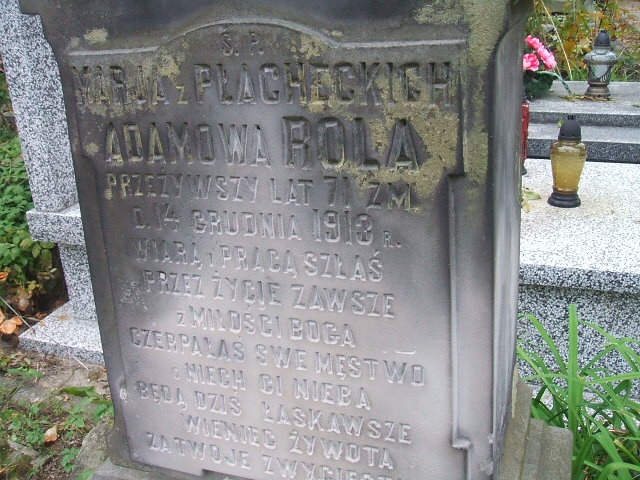 Ś. P.
MARJA z PŁACHECKICH
ADAMOWA ROLA
PRZEŻYWSZY LAT 71 ZM.
D. 14 GRUDNIA 1913 R.
WIARĄ i PRACĄ SZŁAŚ
PRZEZ ŻYCIE ZAWSZE
z MIŁOŚCI BOGA
CZERPAŁAŚ SWE MĘSTWO
i NIECH CI NIEBA
BĘDĄ DZIŚ ŁASKAWSZE
WIENIEC ŻYWOTA
ZA TWOJE